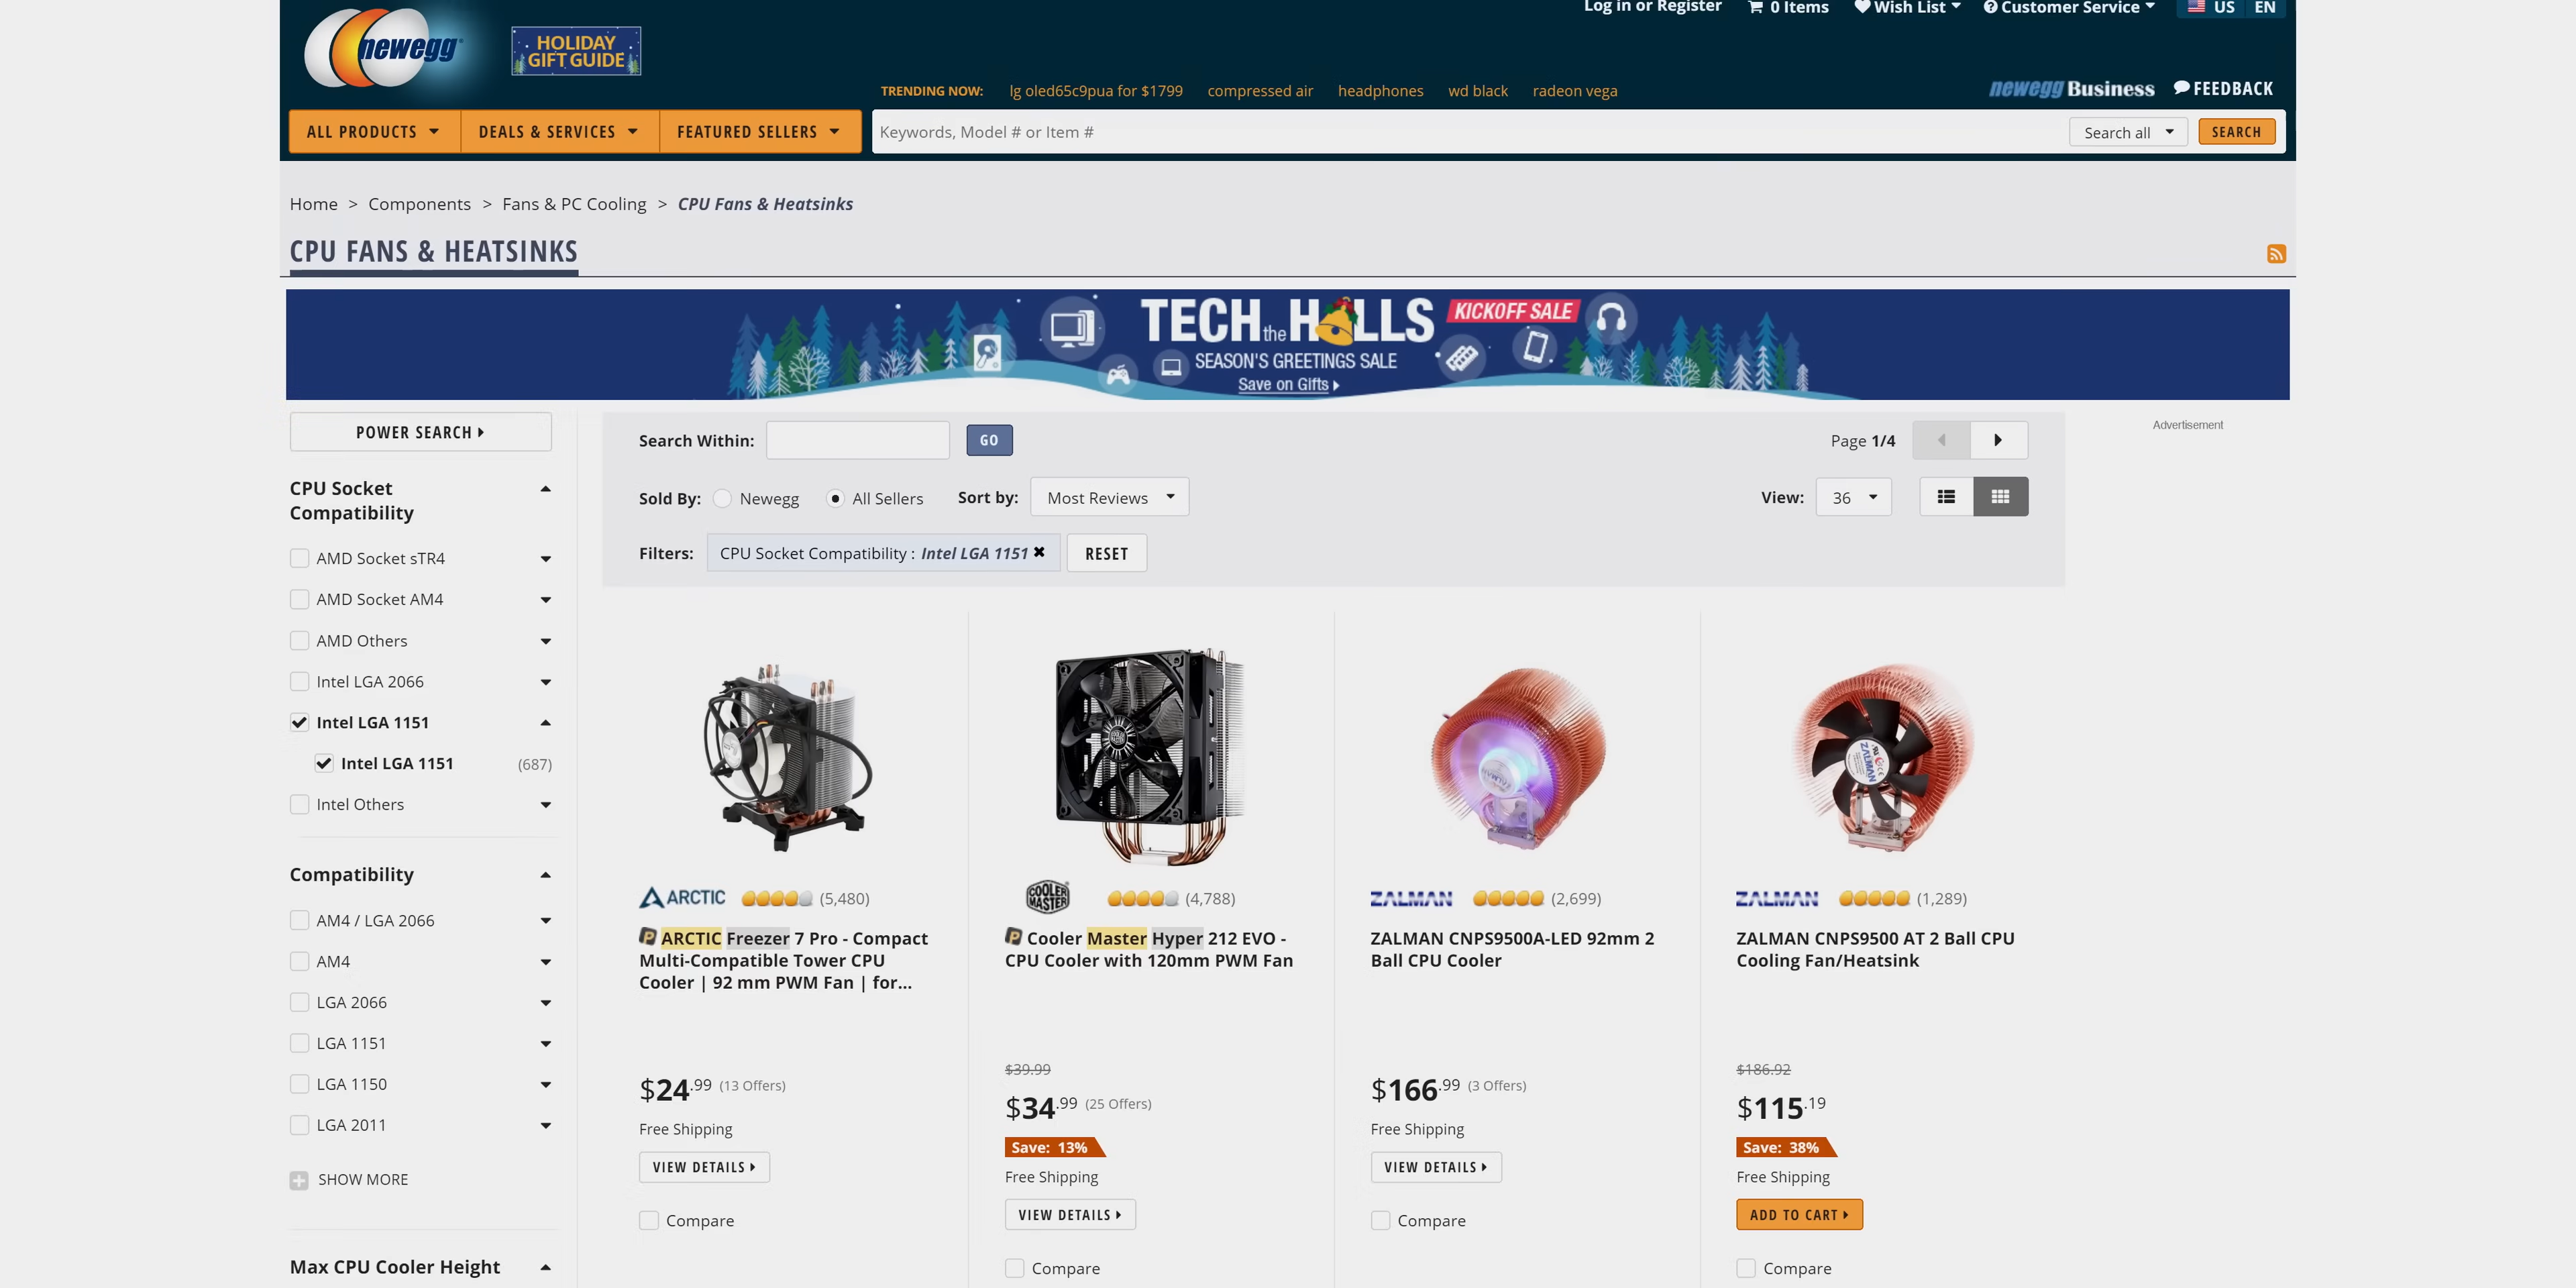 Log in or Register 0 Items Wish List Customer Service US EN
newegg
HOLIDAY
GIFT GUIDE
TRENDING NOW: lg oled65c9pua for $1799 compressed air headphones wd black radeon vega
newegg Business FEEDBACK
ALL PRODUCTS DEALS & SERVICES FEATURED SELLERS Keywords, Model # or Item # Search all SEARCH
Home > Components > Fans & PC Cooling > CPU Fans & Heatsinks
CPU FANS & HEATSINKS
TECH the HALLS KICKOFF SALE
SEASON'S GREETINGS SALE
Save on Gifts
POWER SEARCH
CPU Socket
Compatibility
AMD Socket sTR4
AMD Socket AM4
AMD Others
Intel LGA 2066
Intel LGA 1151
Intel LGA 1151 (687)
Intel Others
Compatibility
AM4 / LGA 2066
AM4
LGA 2066
LGA 1151
LGA 1150
LGA 2011
SHOW MORE
Max CPU Cooler Height
Search Within: GO Page 1/4
Advertisement
Sold By: Newegg All Sellers Sort by: Most Reviews View: 36
Filters: CPU Socket Compatibility : Intel LGA 1151 RESET
ARCTIC (5,480)
ARCTIC Freezer 7 Pro - Compact
Multi-Compatible Tower CPU
Cooler | 92 mm PWM Fan | for...
$24.99 (13 Offers)
Free Shipping
VIEW DETAILS
Compare
COOLER
MASTER
(4,788)
Cooler Master Hyper 212 EVO -
CPU Cooler with 120mm PWM Fan
$39.99
$34.99 (25 Offers)
Save: 13%
Free Shipping
VIEW DETAILS
Compare
ZALMAN (2,699)
ZALMAN CNPS9500A-LED 92mm 2
Ball CPU Cooler
$166.99 (3 Offers)
Free Shipping
VIEW DETAILS
Compare
ZALMAN
ZALMAN (1,289)
ZALMAN CNPS9500 AT 2 Ball CPU
Cooling Fan/Heatsink
$186.92
$115.19
Save: 38%
Free Shipping
ADD TO CART
Compare